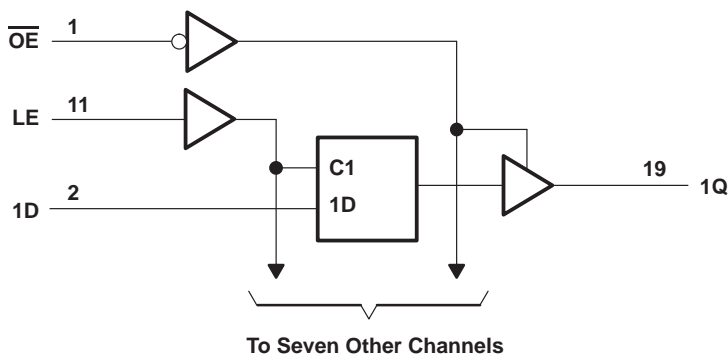 OE 1
LE 11
C1
1D 2 1D
19 1Q
To Seven Other Channels